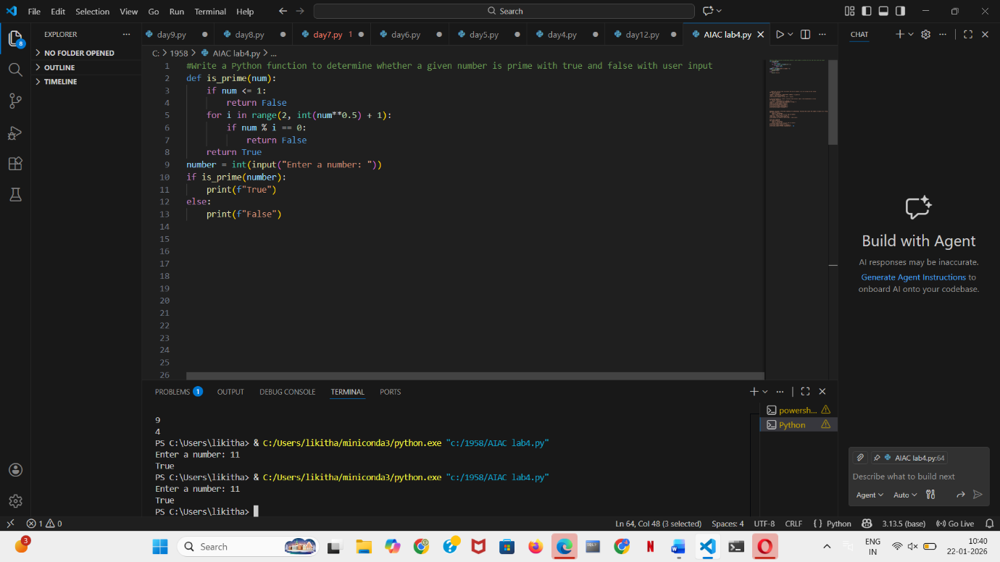 File Edit Selection View Go Run Terminal Help
Search
EXPLORER
8
NO FOLDER OPENED
OUTLINE
TIMELINE
day9.py
day8.py
day7.py 1
day6.py
day5.py
day4.py
day12.py
AIAC lab4.py
C: > 1958 > AIAC lab4.py > ...
1 #Write a Python function to determine whether a given number is prime with true and false with user input
2 def is_prime(num):
3     if num <= 1:
4         return False
5     for i in range(2, int(num**0.5) + 1):
6         if num % i == 0:
7             return False
8     return True
9 number = int(input("Enter a number: "))
10 if is_prime(number):
11     print(f"True")
12 else:
13     print(f"False")
14
15
16
17
18
19
20
21
22
23
24
25
26
PROBLEMS 1 OUTPUT DEBUG CONSOLE TERMINAL PORTS
9
4
PS C:\Users\likitha> & C:/Users/likitha/miniconda3/python.exe "c:/1958/AIAC lab4.py"
Enter a number: 11
True
PS C:\Users\likitha> & C:/Users/likitha/miniconda3/python.exe "c:/1958/AIAC lab4.py"
Enter a number: 11
True
PS C:\Users\likitha>
powersh...
Python
CHAT
Build with Agent
AI responses may be inaccurate.
Generate Agent Instructions to
onboard AI onto your codebase.
AIAC lab4.py:64
Describe what to build next
Agent Auto
1 0
Ln 64, Col 48 (3 selected) Spaces: 4 UTF-8 CRLF {} Python 3.13.5 (base) Go Live
3
Search
ENG
IN
10:40
22-01-2026